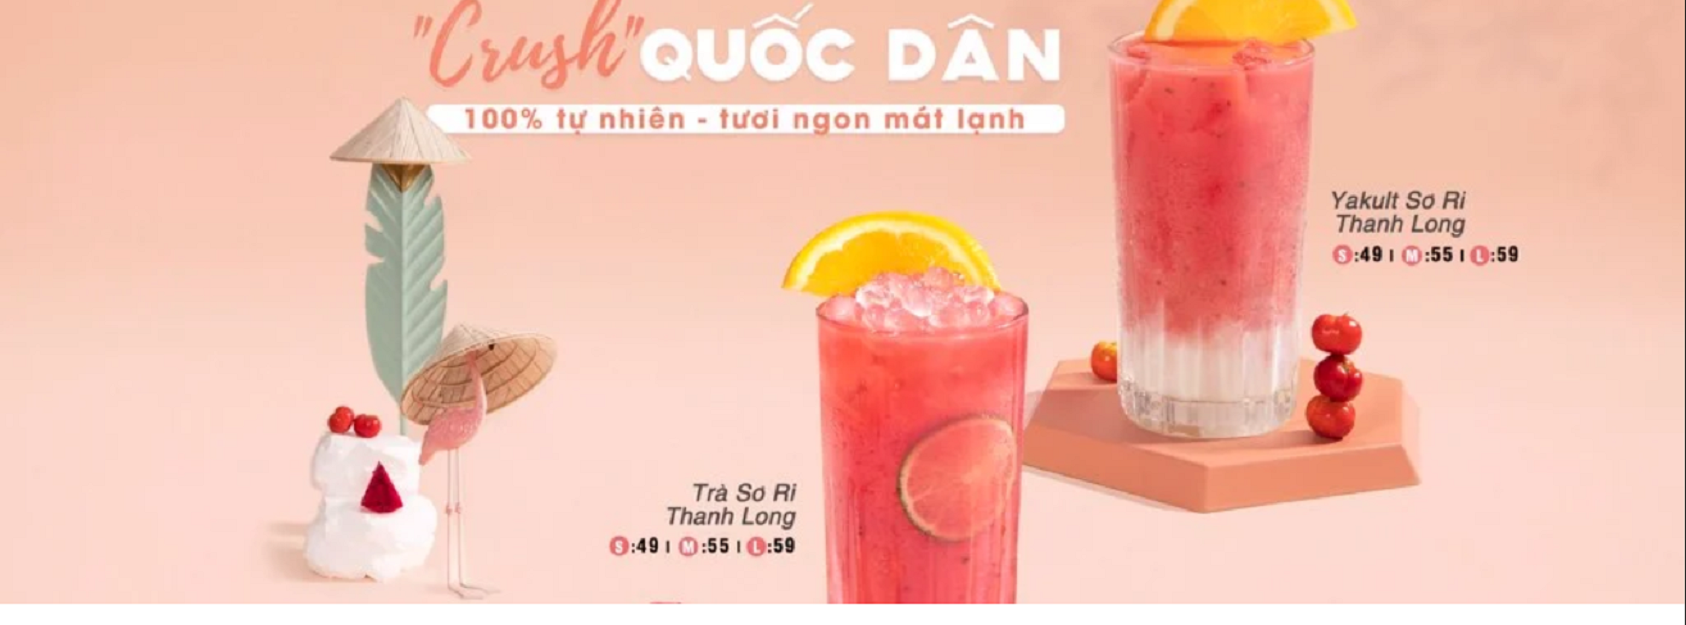 "Crush" QUỐC DÂN
100% tự nhiên - tươi ngon mát lạnh
Yakult Sơ Ri
Thanh Long
S:49 I M:55 I L:59
Trà Sơ Ri
Thanh Long
S:49 I M:55 I L:59